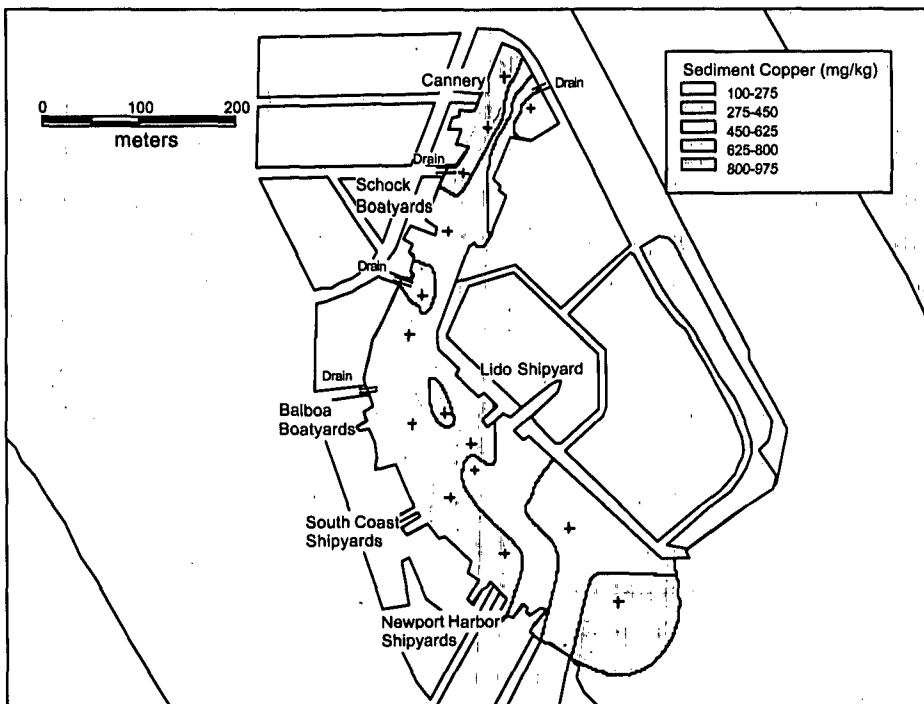 Sediment Copper (mg/kg)
100-275
275-450
450-625
625-800
800-975
0 100 200
meters
Cannery
Drain
Drain
Schock
Boatyards
Drain
Lido Shipyard
Drain
Balboa
Boatyards
South Coast
Shipyards
Newport Harbor
Shipyards